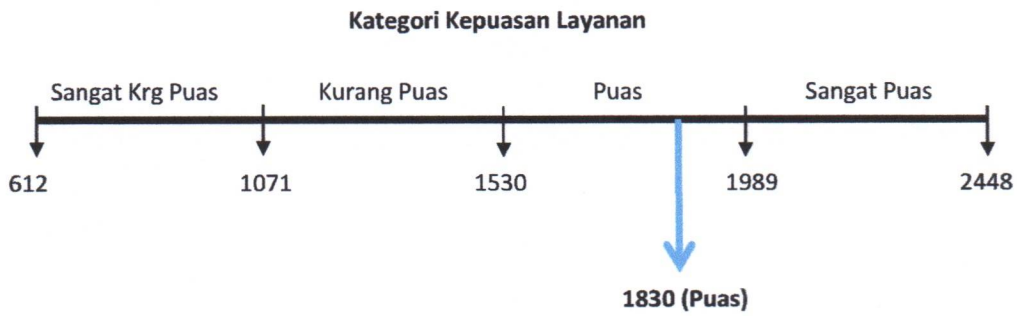 Kategori Kepuasan Layanan
Sangat Krg Puas Kurang Puas Puas Sangat Puas
612 1071 1530 1989 2448
1830 (Puas)